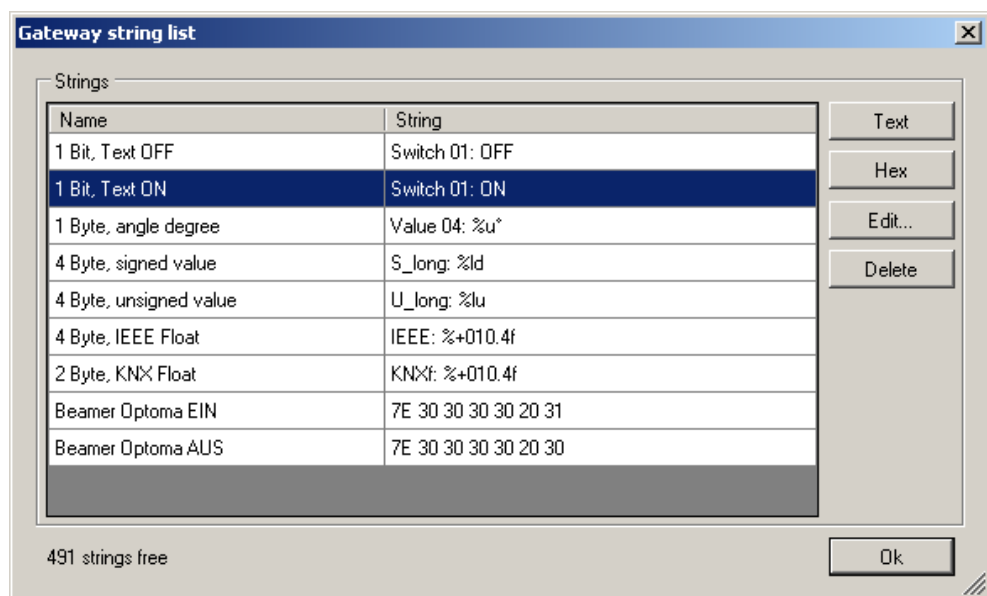 Gateway string list
Strings
Name String
Text
1 Bit, Text OFF Switch 01: OFF
Hex
1 Bit, Text ON Switch 01: ON
1 Byte, angle degree Value 04: %u°
Edit...
4 Byte, signed value S_long: %ld
Delete
4 Byte, unsigned value U_long: %lu
4 Byte, IEEE Float IEEE: %+010.4f
2 Byte, KNX Float KNXf: %+010.4f
Beamer Optoma EIN 7E 30 30 30 30 20 31
Beamer Optoma AUS 7E 30 30 30 30 20 30
491 strings free
Ok